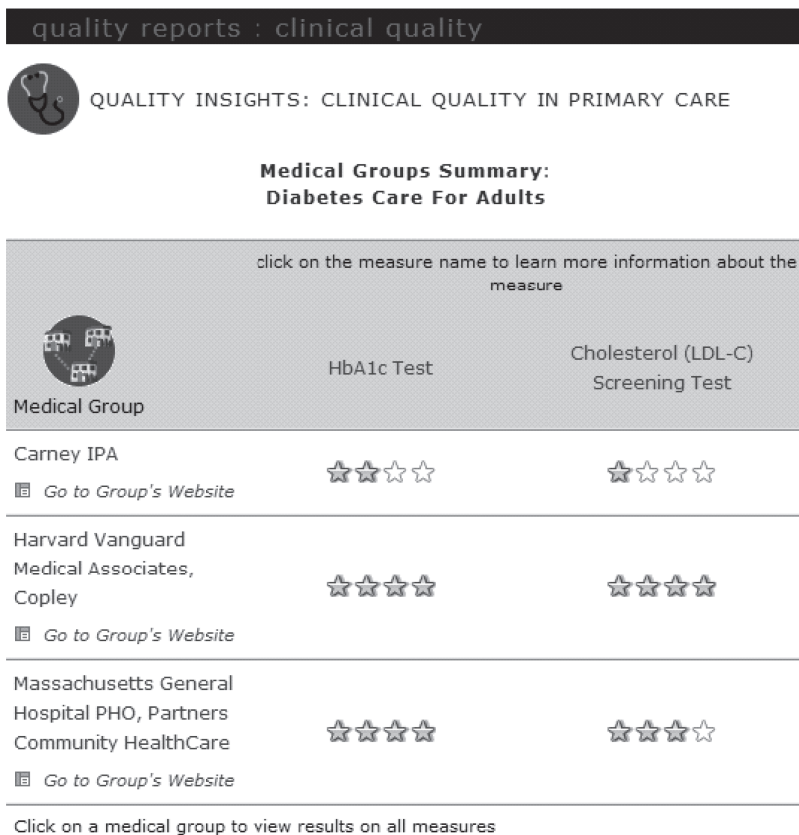 quality reports : clinical quality
QUALITY INSIGHTS: CLINICAL QUALITY IN PRIMARY CARE
Medical Groups Summary:
Diabetes Care For Adults
click on the measure name to learn more information about the
measure
Medical Group
HbA1c Test
Cholesterol (LDL-C)
Screening Test
Carney IPA
Go to Group's Website
Harvard Vanguard
Medical Associates,
Copley
Go to Group's Website
Massachusetts General
Hospital PHO, Partners
Community HealthCare
Go to Group's Website
Click on a medical group to view results on all measures